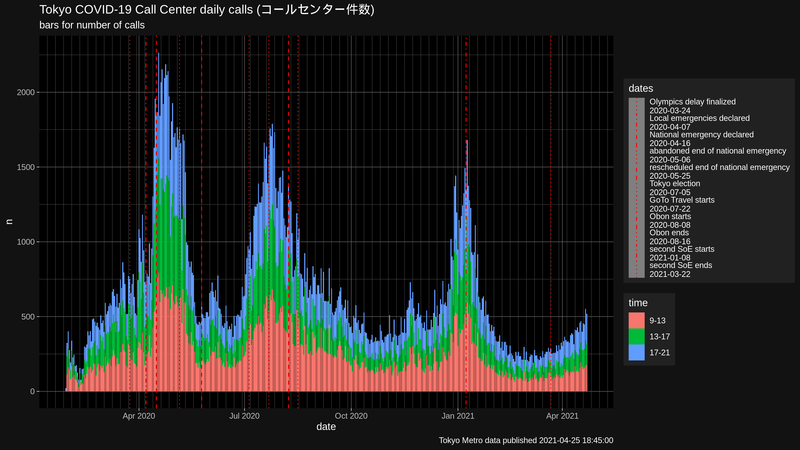 Tokyo COVID-19 Call Center daily calls (コールセンター件数)
bars for number of calls
2000
1500
1000
500
0
n
Apr 2020
Jul 2020
Oct 2020
Jan 2021
Apr 2021
date
Tokyo Metro data published 2021-04-25 18:45:00
dates
Olympics delay finalized
2020-03-24
Local emergencies declared
2020-04-07
National emergency declared
2020-04-16
abandoned end of national emergency
2020-05-06
rescheduled end of national emergency
2020-05-25
Tokyo election
2020-07-05
GoTo Travel starts
2020-07-22
Obon starts
2020-08-08
Obon ends
2020-08-16
second SoE starts
2021-01-08
second SoE ends
2021-03-22
time
9-13
13-17
17-21